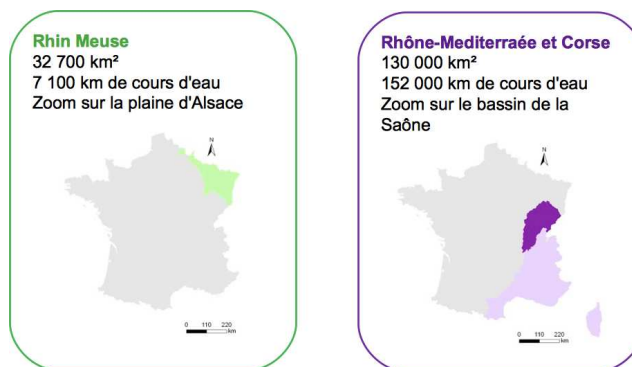 Rhin Meuse
32 700 km²
7 100 km de cours d'eau
Zoom sur la plaine d'Alsace
N
0 110 220
km
Rhône-Mediterraée et Corse
130 000 km²
152 000 km de cours d'eau
Zoom sur le bassin de la
Saône
N
0 110 220
km